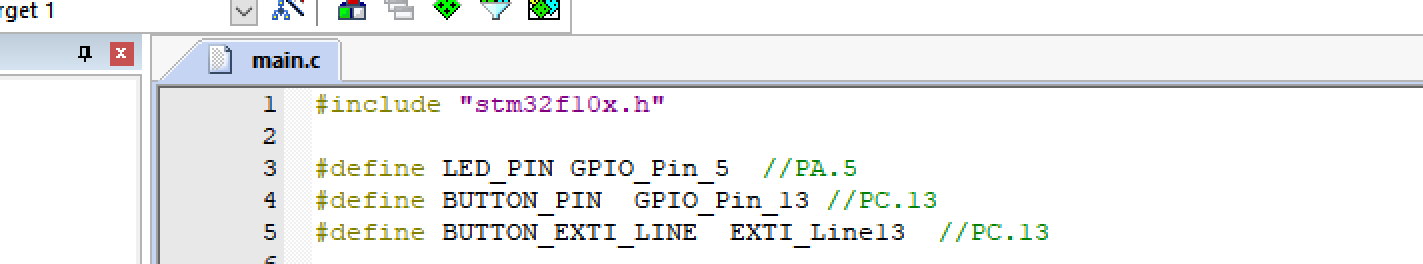 rget 1
main.c
1 #include "stm32f10x.h"
2
3 #define LED_PIN GPIO_Pin_5  //PA.5
4 #define BUTTON_PIN  GPIO_Pin_13 //PC.13
5 #define BUTTON_EXTI_LINE  EXTI_Line13  //PC.13
6